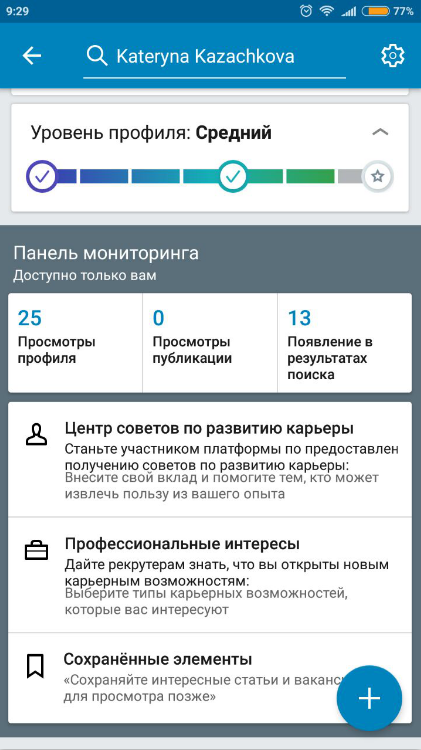 9:29
77%
Kateryna Kazachkova
Уровень профиля: Средний
Панель мониторинга
Доступно только вам
25
Просмотры
профиля
0
Просмотры
публикации
13
Появление в
результатах
поиска
Центр советов по развитию карьеры
Станьте участником платформы по предоставлен
получению советов по развитию карьеры:
Внесите свой вклад и помогите тем, кто может
извлечь пользу из вашего опыта
Профессиональные интересы
Дайте рекрутерам знать, что вы открыты новым
карьерным возможностям:
Выберите типы карьерных возможностей,
которые вас интересуют
Сохранённые элементы
«Сохраняйте интересные статьи и ваканс
для просмотра позже»